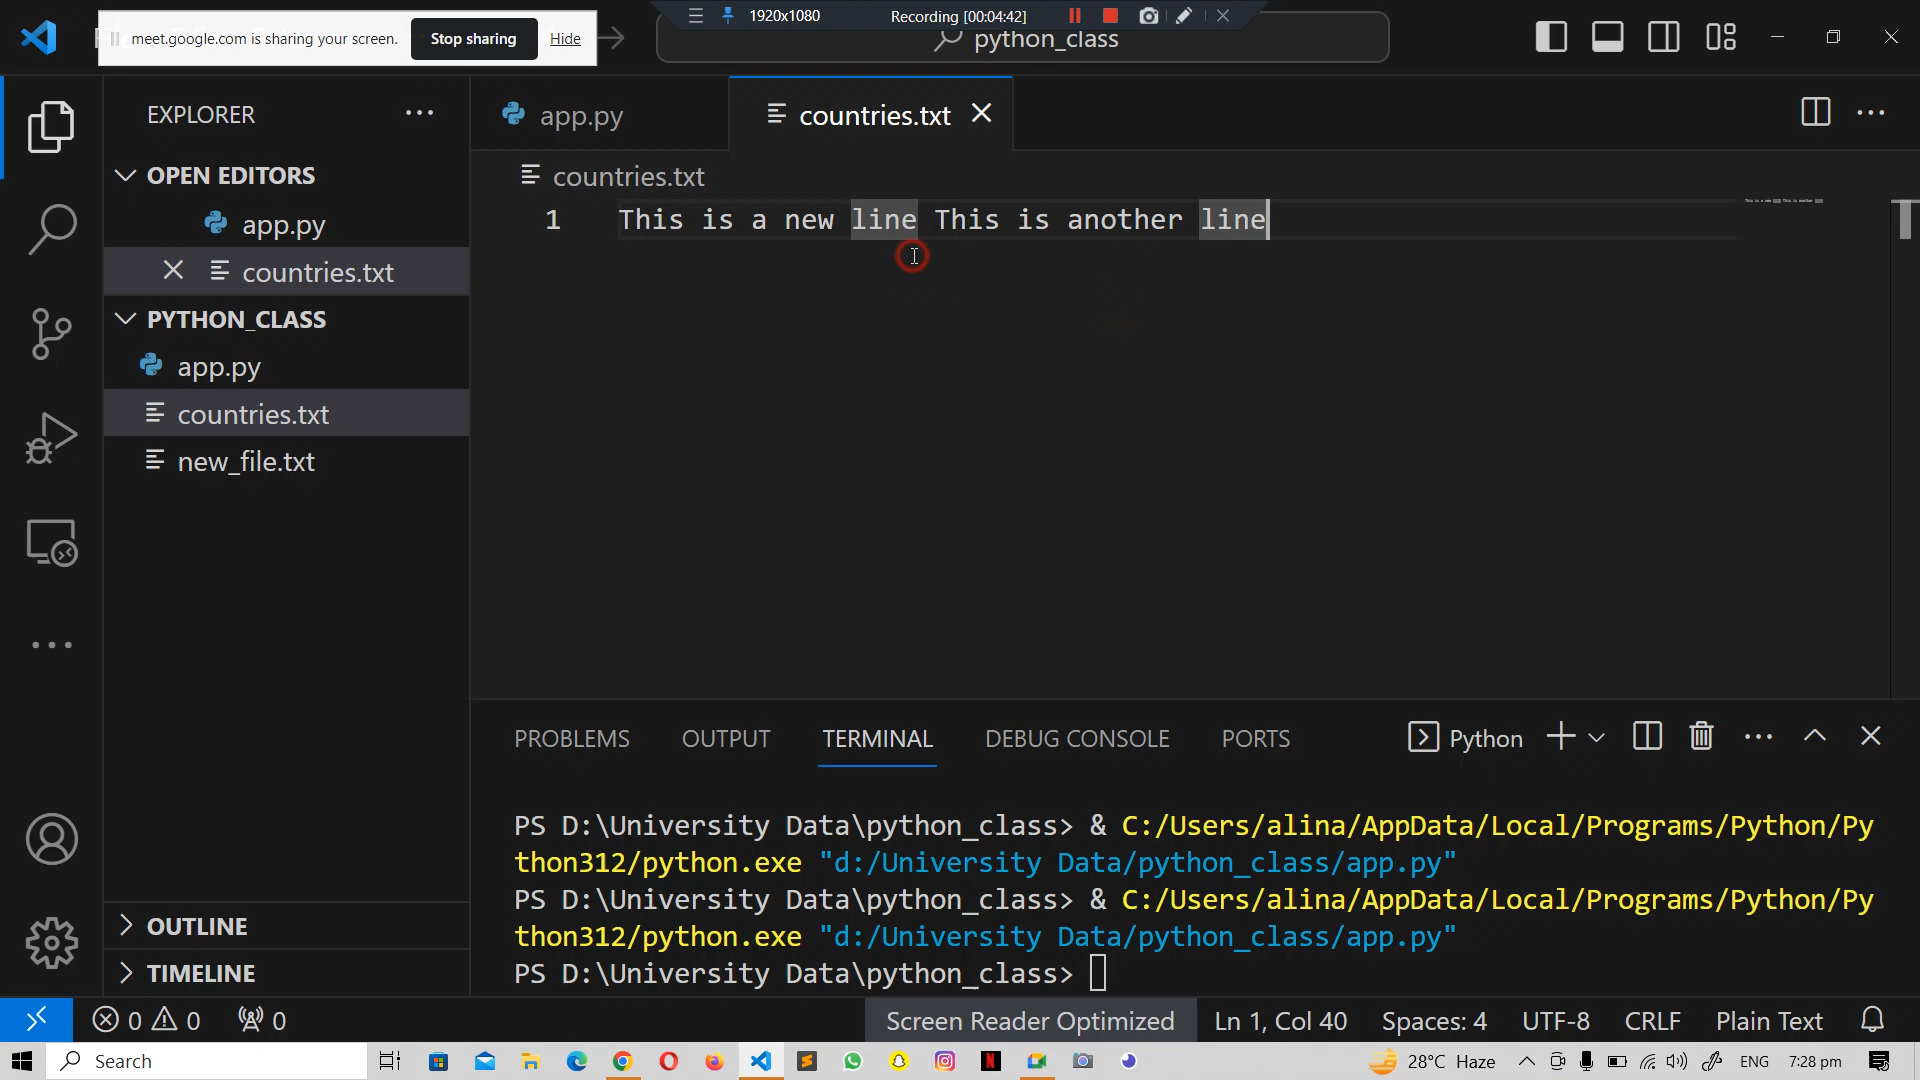 meet.google.com is sharing your screen. Stop sharing Hide
1920x1080 Recording [00:04:42]
python_class
EXPLORER
OPEN EDITORS
app.py
countries.txt
PYTHON_CLASS
app.py
countries.txt
new_file.txt
OUTLINE
TIMELINE
app.py countries.txt
countries.txt
1 This is a new line This is another line
PROBLEMS OUTPUT TERMINAL DEBUG CONSOLE PORTS Python
PS D:\University Data\python_class> & C:/Users/alina/AppData/Local/Programs/Python/Py
thon312/python.exe "d:/University Data/python_class/app.py"
PS D:\University Data\python_class> & C:/Users/alina/AppData/Local/Programs/Python/Py
thon312/python.exe "d:/University Data/python_class/app.py"
PS D:\University Data\python_class>
0 0 0 Screen Reader Optimized Ln 1, Col 40 Spaces: 4 UTF-8 CRLF Plain Text
Search 28°C Haze ENG 7:28 pm